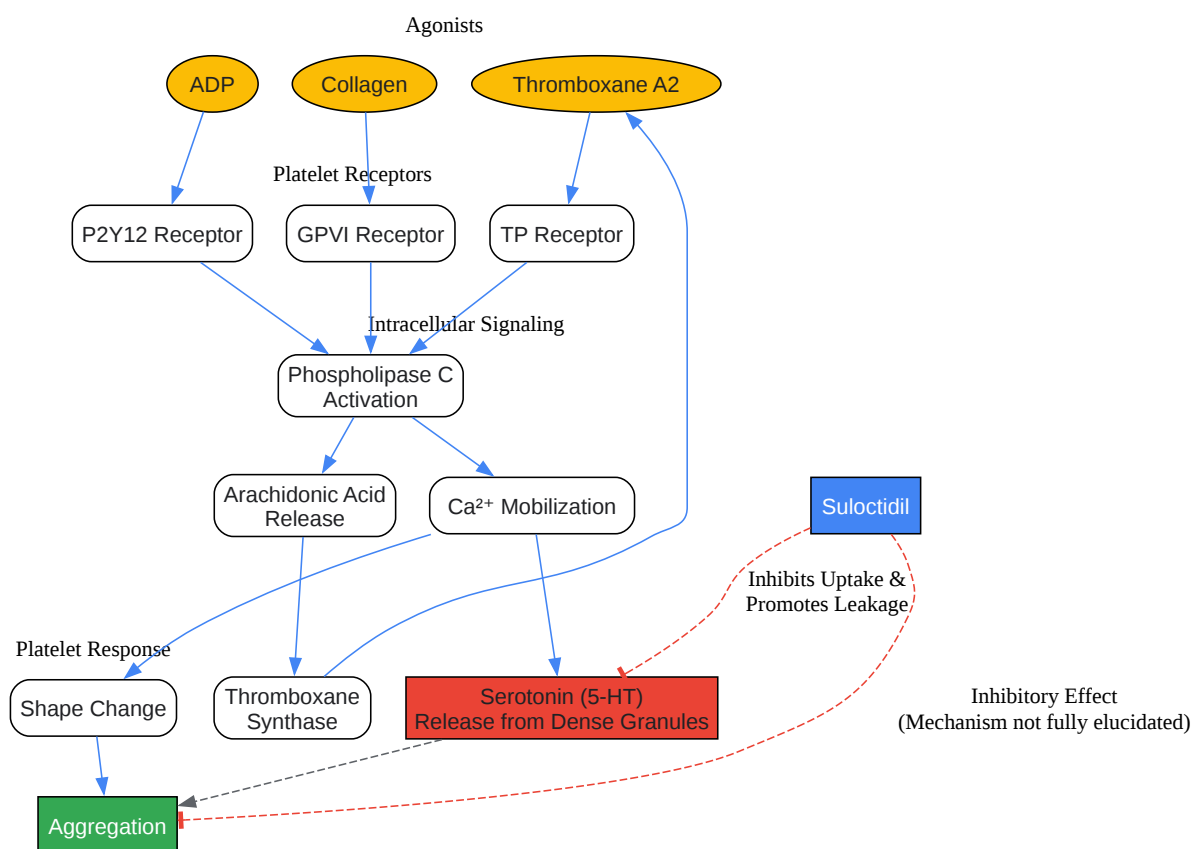 Agonists
ADP
Collagen
Thromboxane A2
Platelet Receptors
P2Y12 Receptor
GPVI Receptor
TP Receptor
Intracellular Signaling
Phospholipase C
Activation
Arachidonic Acid
Release
Ca²⁺ Mobilization
Suloctidil
Inhibits Uptake &
Promotes Leakage
Platelet Response
Shape Change
Thromboxane
Synthase
Serotonin (5-HT)
Release from Dense Granules
Inhibitory Effect
(Mechanism not fully elucidated)
Aggregation